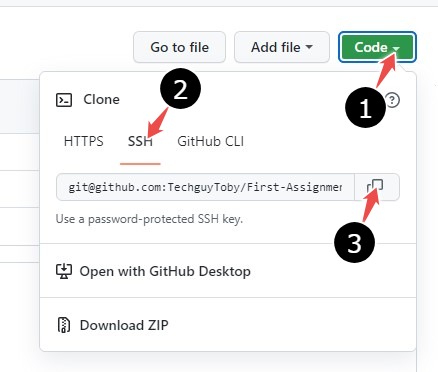 Go to file
Add file
Code
1
Clone
?
2
HTTPS
SSH
GitHub CLI
git@github.com:TechguyToby/First-Assignmen
3
Use a password-protected SSH key.
Open with GitHub Desktop
Download ZIP